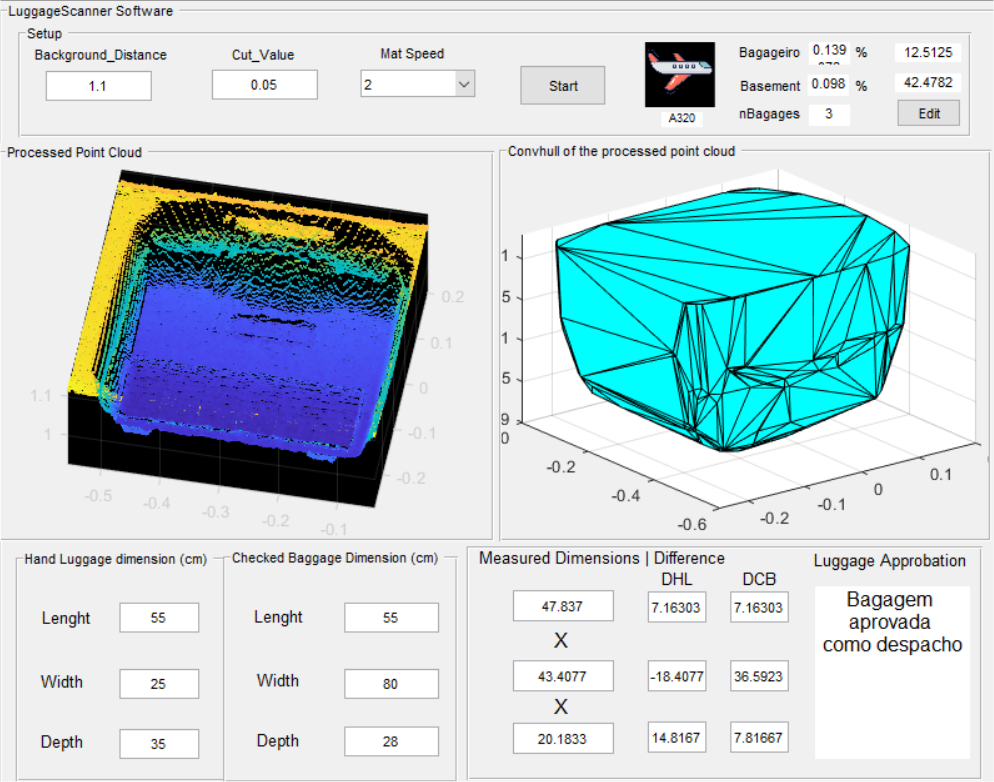 LuggageScanner Software
Setup
Background_Distance
Cut_Value
Mat Speed
1.1
0.05
2
Start
A320
Bagageiro 0.139 % 12.5125
Basement 0.098 % 42.4782
nBagages 3 Edit
Processed Point Cloud
0.2
0.1
0
-0.1
-0.2
1.1
1
-0.5
-0.4
-0.3
-0.2
-0.1
Convhull of the processed point cloud
1
5
1
5
9
0
-0.2
-0.4
-0.6
-0.2
-0.1
0
0.1
Hand Luggage dimension (cm)
Lenght 55
Width 25
Depth 35
Checked Baggage Dimension (cm)
Lenght 55
Width 80
Depth 28
Measured Dimensions | Difference
DHL DCB
47.837 7.16303 7.16303
X
43.4077 -18.4077 36.5923
X
20.1833 14.8167 7.81667
Luggage Approbation
Bagagem
aprovada
como despacho